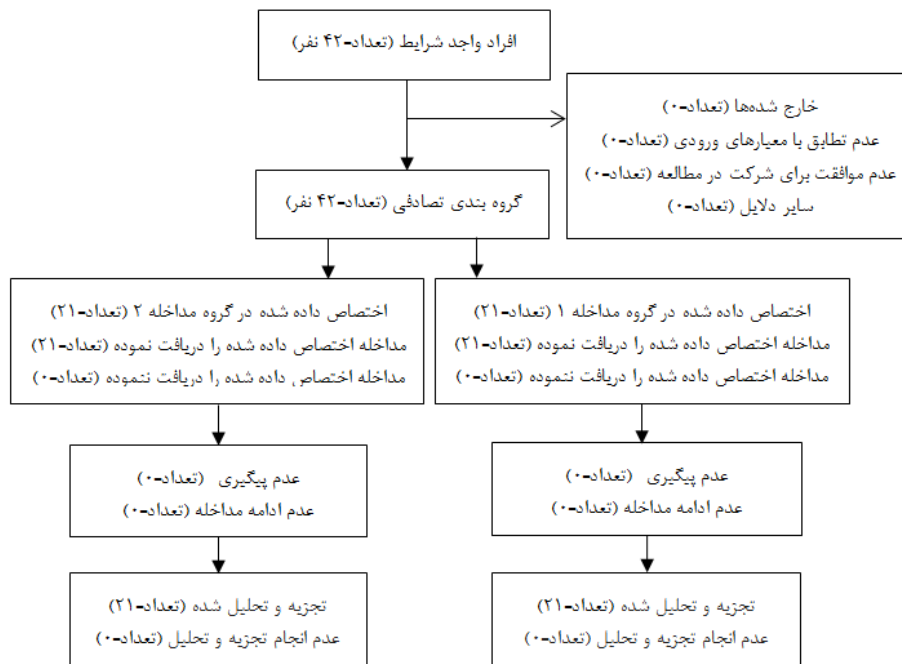 افراد واجد شرایط (تعداد-۴۲ نفر)
خارج شده‌ها (تعداد-۰)
عدم تطابق با معیارهای ورودی (تعداد-۰)
عدم موافقت برای شرکت در مطالعه (تعداد-۰)
سایر دلایل (تعداد-۰)
گروه بندی تصادفی (تعداد-۴۲ نفر)
اختصاص داده شده در گروه مداخله ۱ (تعداد-۲۱)
مداخله اختصاص داده شده را دریافت نموده (تعداد-۲۱)
مداخله اختصاص داده شده را دریافت ننموده (تعداد-۰)
اختصاص داده شده در گروه مداخله ۲ (تعداد-۲۱)
مداخله اختصاص داده شده را دریافت نموده (تعداد-۲۱)
مداخله اختصاص داده شده را دریافت ننموده (تعداد-۰)
عدم پیگیری (تعداد-۰)
عدم ادامه مداخله (تعداد-۰)
عدم پیگیری (تعداد-۰)
عدم ادامه مداخله (تعداد-۰)
تجزیه و تحلیل شده (تعداد-۲۱)
عدم انجام تجزیه و تحلیل (تعداد-۰)
تجزیه و تحلیل شده (تعداد-۲۱)
عدم انجام تجزیه و تحلیل (تعداد-۰)